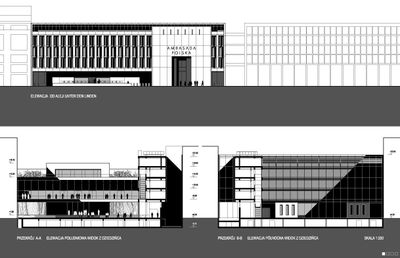 AMBASADA
POLSKA
ELEWACJA OD ALEJ UNTER DEN LINDEN
PRZEKRÓJ A-A ELEWACJA POŁUDNIOWA WIDOK Z DZIEDZIŃCA
PRZEKRÓJ B-B ELEWACJA PÓŁNOCNA WIDOK Z DZIEDZIŃCA
SKALA 1:200